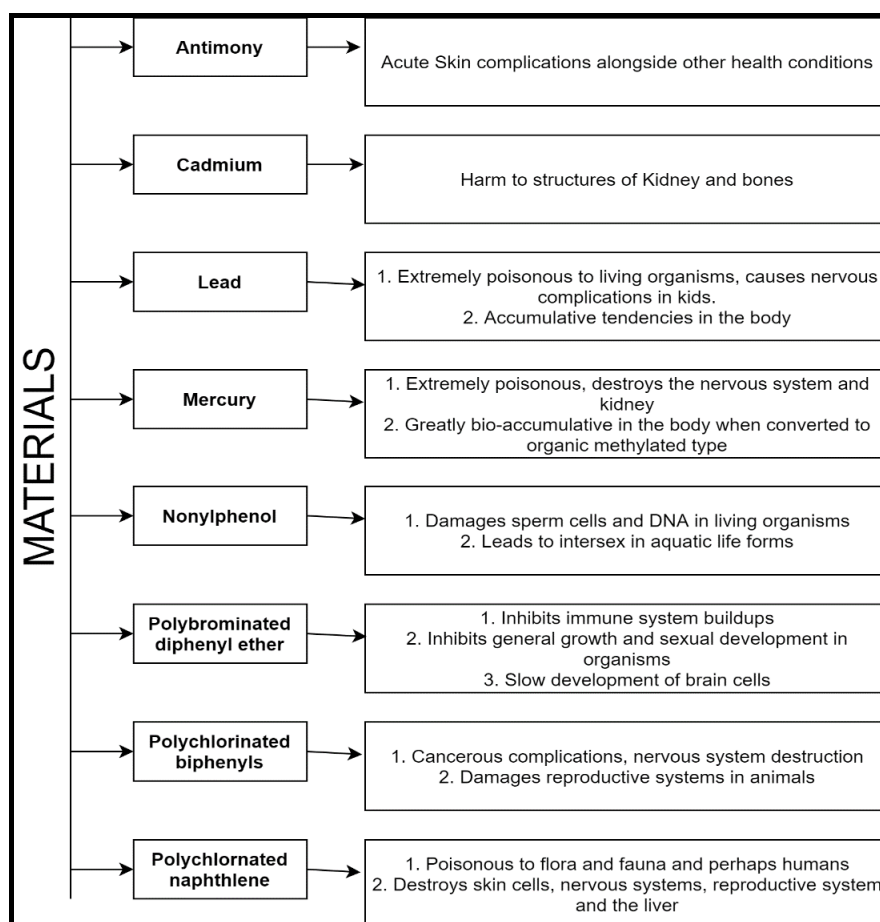 MATERIALS
Antimony
Acute Skin complications alongside other health conditions
Cadmium
Harm to structures of Kidney and bones
Lead
1. Extremely poisonous to living organisms, causes nervous
complications in kids.
2. Accumulative tendencies in the body
Mercury
1. Extremely poisonous, destroys the nervous system and
kidney
2. Greatly bio-accumulative in the body when converted to
organic methylated type
Nonylphenol
1. Damages sperm cells and DNA in living organisms
2. Leads to intersex in aquatic life forms
Polybrominated
diphenyl ether
1. Inhibits immune system buildups
2. Inhibits general growth and sexual development in
organisms
3. Slow development of brain cells
Polychlorinated
biphenyls
1. Cancerous complications, nervous system destruction
2. Damages reproductive systems in animals
Polychlornated
naphthlene
1. Poisonous to flora and fauna and perhaps humans
2. Destroys skin cells, nervous systems, reproductive system
and the liver